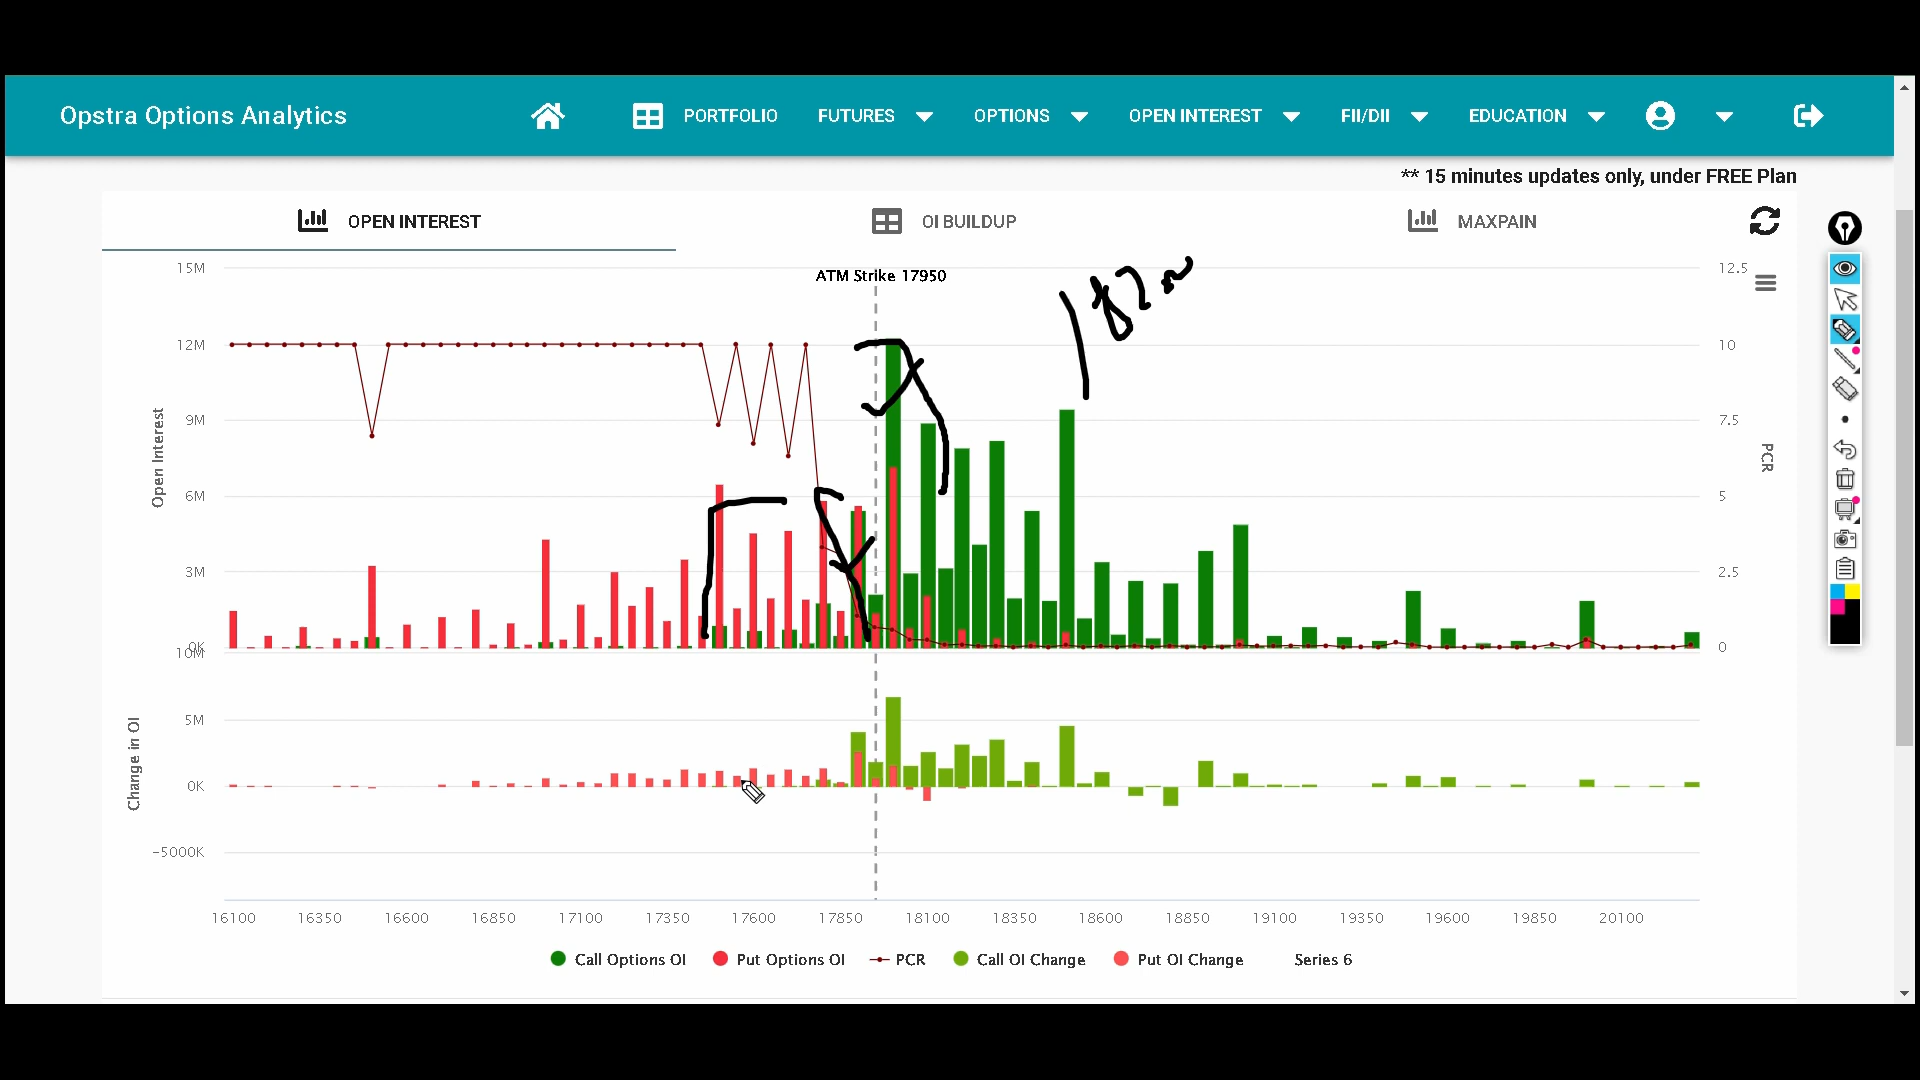 Opstra Options Analytics
PORTFOLIO FUTURES OPTIONS OPEN INTEREST FII/DII EDUCATION
** 15 minutes updates only, under FREE Plan
OPEN INTEREST OI BUILDUP MAXPAIN
ATM Strike 17950
15M 12.5
12M 10
9M 7.5
6M 5
3M 2.5
0K 0
Open Interest
PCR
10M
5M
0K
−5000K
Change in OI
16100 16350 16600 16850 17100 17350 17600 17850 18100 18350 18600 18850 19100 19350 19600 19850 20100
Call Options OI Put Options OI PCR Call OI Change Put OI Change Series 6